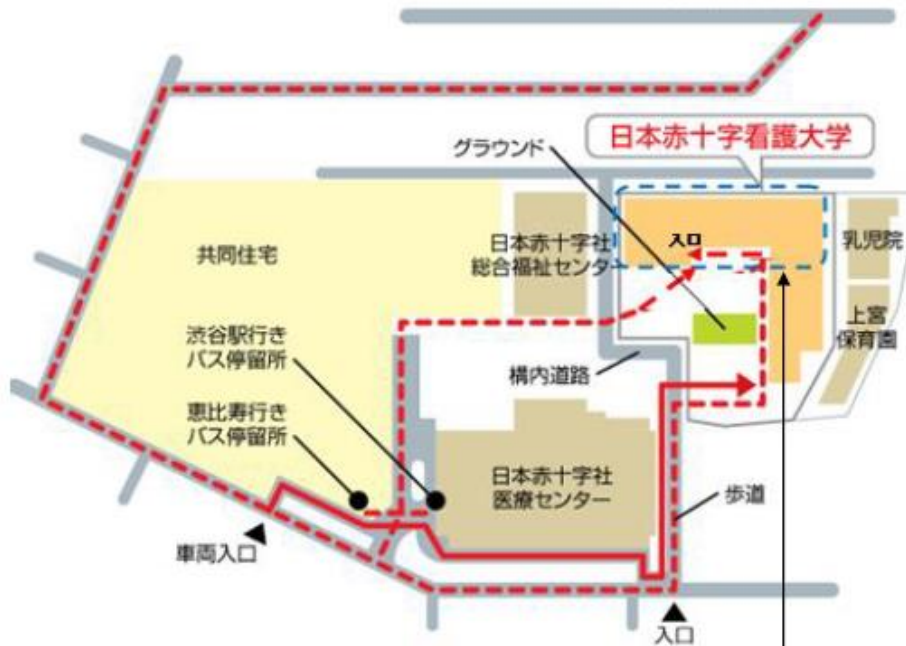 日本赤十字看護大学
グラウンド
入口
乳児院
日本赤十字社
総合福祉センター
共同住宅
上宮
保育園
渋谷駅行き
バス停留所
構内道路
恵比寿行き
バス停留所
日本赤十字社
医療センター
歩道
車両入口
入口